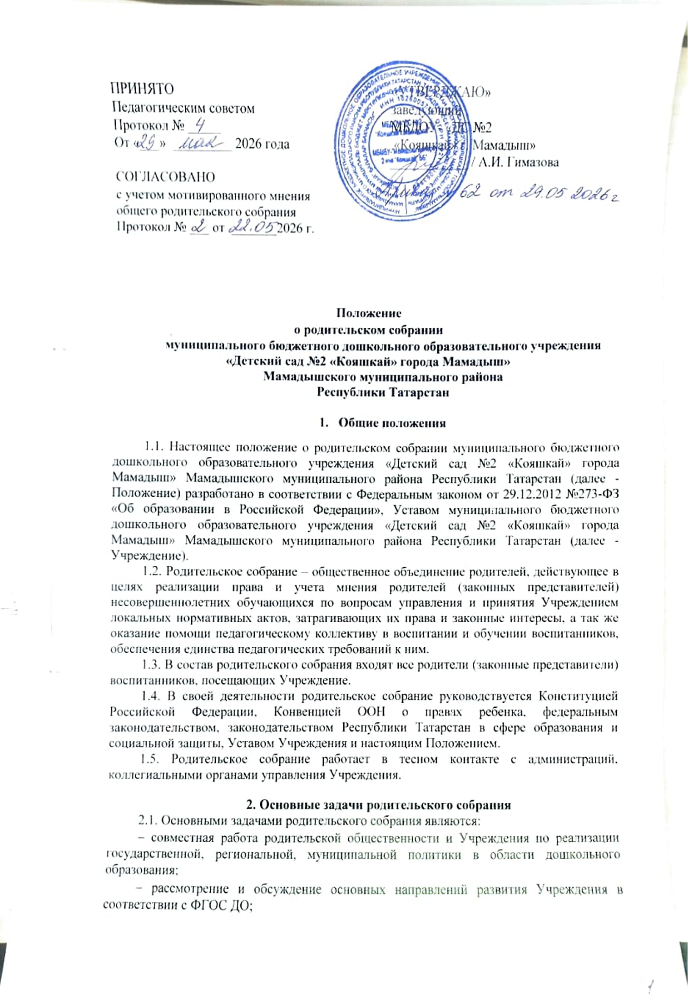 ПРИНЯТО
Педагогическим советом
Протокол № 4
От «29» мая 2026 года
СОГЛАСОВАНО
с учетом мотивированного мнения
общего родительского собрания
Протокол № 2 от 22.05 2026 г.
«УТВЕРЖДАЮ»
заведующий
МБДОУ «ДС №2
«Кояшкай» Мамадыш»
/ А.И. Гимазова
Приказ № 62 от 29.05 2026 г
Положение
о родительском собрании
муниципального бюджетного дошкольного образовательного учреждения
«Детский сад №2 «Кояшкай» города Мамадыш»
Мамадышского муниципального района
Республики Татарстан
1. Общие положения
1.1. Настоящее положение о родительском собрании муниципального бюджетного
дошкольного образовательного учреждения «Детский сад №2 «Кояшкай» города
Мамадыш» Мамадышского муниципального района Республики Татарстан (далее -
Положение) разработано в соответствии с Федеральным законом от 29.12.2012 №273-ФЗ
«Об образовании в Российской Федерации», Уставом муниципального бюджетного
дошкольного образовательного учреждения «Детский сад №2 «Кояшкай» города
Мамадыш» Мамадышского муниципального района Республики Татарстан (далее -
Учреждение).
1.2. Родительское собрание – общественное объединение родителей, действующее в
целях реализации права и учета мнения родителей (законных представителей)
несовершеннолетних обучающихся по вопросам управления и принятия Учреждением
локальных нормативных актов, затрагивающих их права и законные интересы, а так же
оказание помощи педагогическому коллективу в воспитании и обучении воспитанников,
обеспечения единства педагогических требований к ним.
1.3. В состав родительского собрания входят все родители (законные представители)
воспитанников, посещающих Учреждение.
1.4. В своей деятельности родительское собрание руководствуется Конституцией
Российской Федерации, Конвенцией ООН о правах ребенка, федеральным
законодательством, законодательством Республики Татарстан в сфере образования и
социальной защиты, Уставом Учреждения и настоящим Положением.
1.5. Родительское собрание работает в тесном контакте с администраций,
коллегиальными органами управления Учреждения.
2. Основные задачи родительского собрания
2.1. Основными задачами родительского собрания являются:
– совместная работа родительской общественности и Учреждения по реализации
государственной, региональной, муниципальной политики в области дошкольного
образования;
– рассмотрение и обсуждение основных направлений развития Учреждения в
соответствии с ФГОС ДО;
1